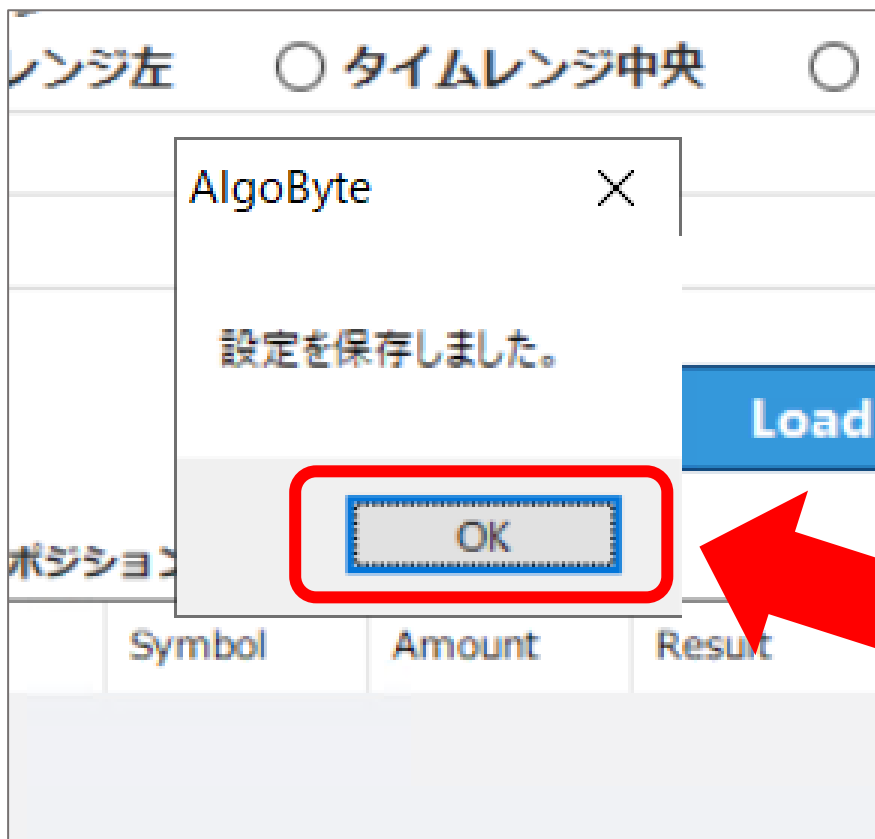 レンジ左 タイムレンジ中央
AlgoByte
設定を保存しました。
Load
OK
ポジション
Symbol Amount Result